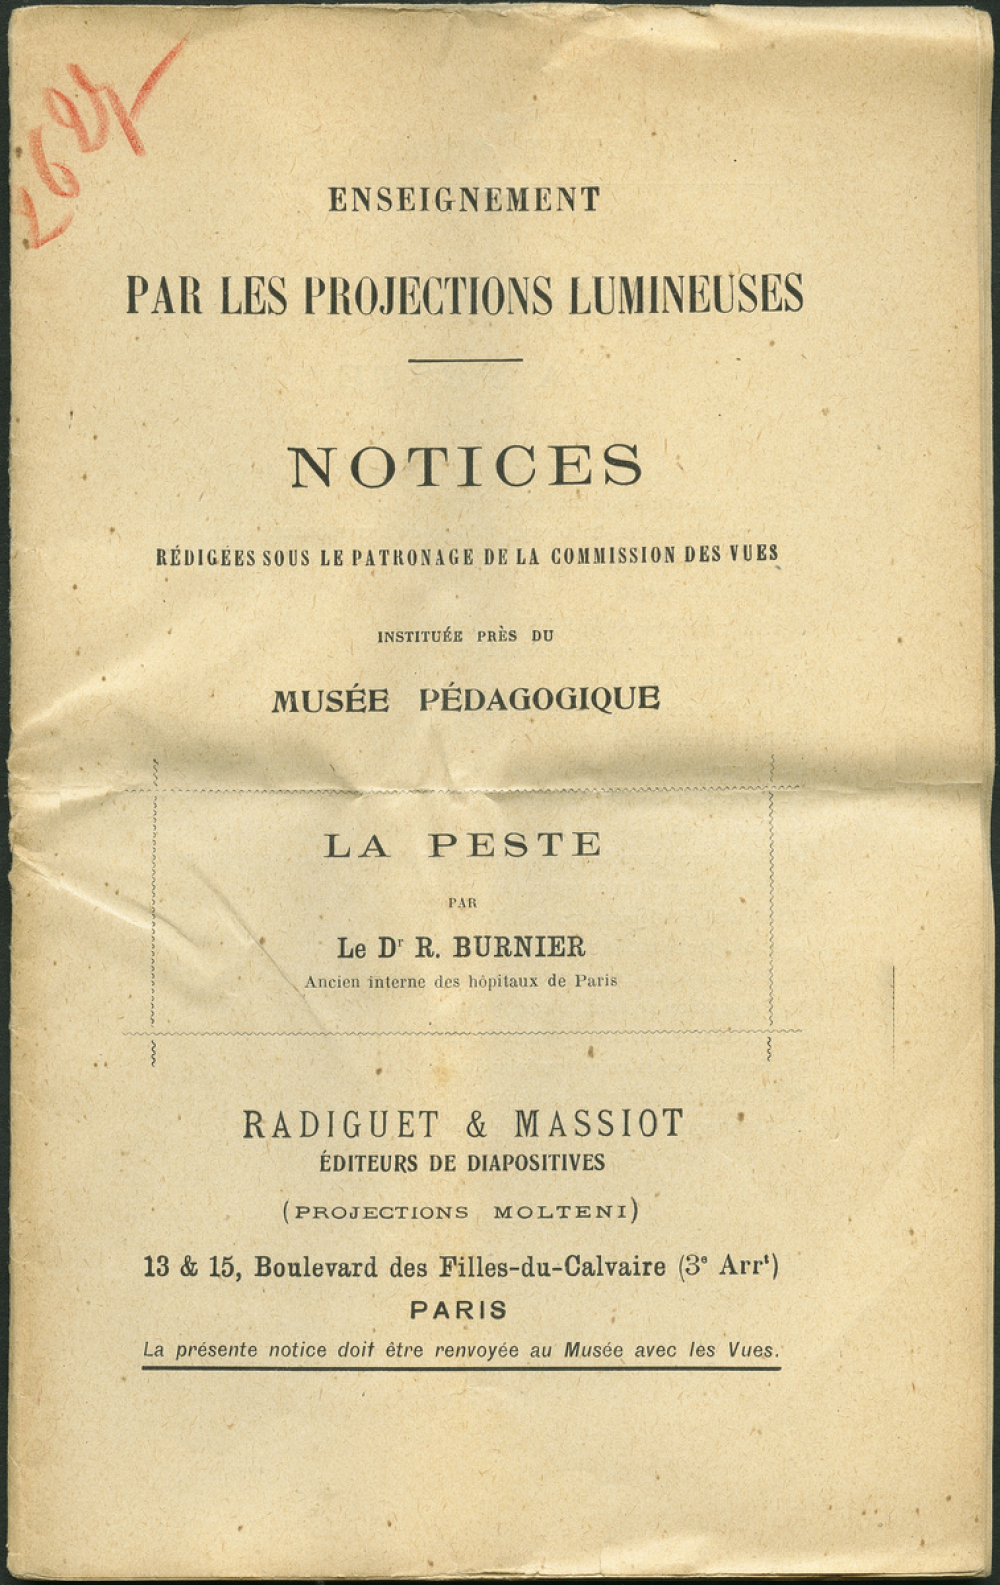 ENSEIGNEMENT
PAR LES PROJECTIONS LUMINEUSES
NOTICES
RÉDIGÉES SOUS LE PATRONAGE DE LA COMMISSION DES VUES
INSTITUÉE PRÈS DU
MUSÉE PÉDAGOGIQUE
LA PESTE
PAR
Le Dr R. BURNIER
Ancien interne des hôpitaux de Paris
RADIGUET & MASSIOT
ÉDITEURS DE DIAPOSITIVES
(PROJECTIONS MOLTENI)
13 & 15, Boulevard des Filles-du-Calvaire (3e Arrt)
PARIS
La présente notice doit être renvoyée au Musée avec les Vues.